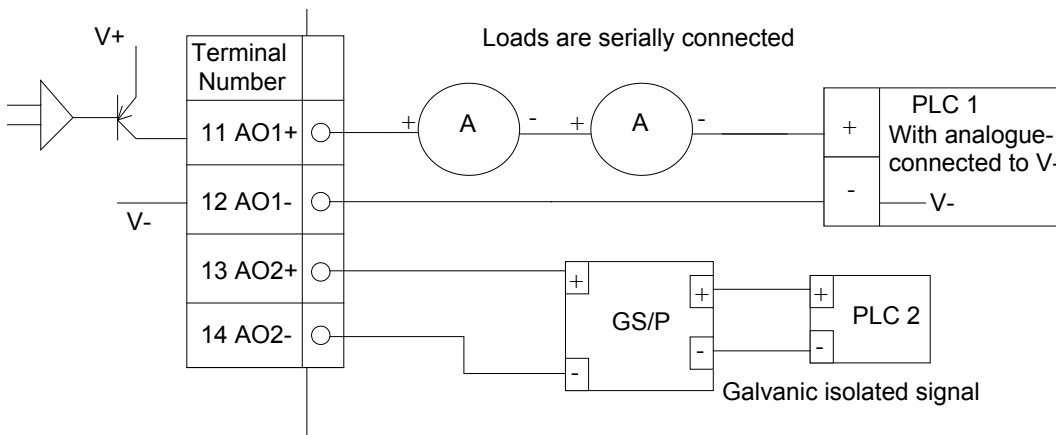 V+
Loads are serially connected
Terminal
Number
+ A - + A -
PLC 1
With analogue-
connected to V-
11 AO1+
+
12 AO1-
-
V-
V-
13 AO2+
+
GS/P
+
+
PLC 2
14 AO2-
-
-
-
Galvanic isolated signal